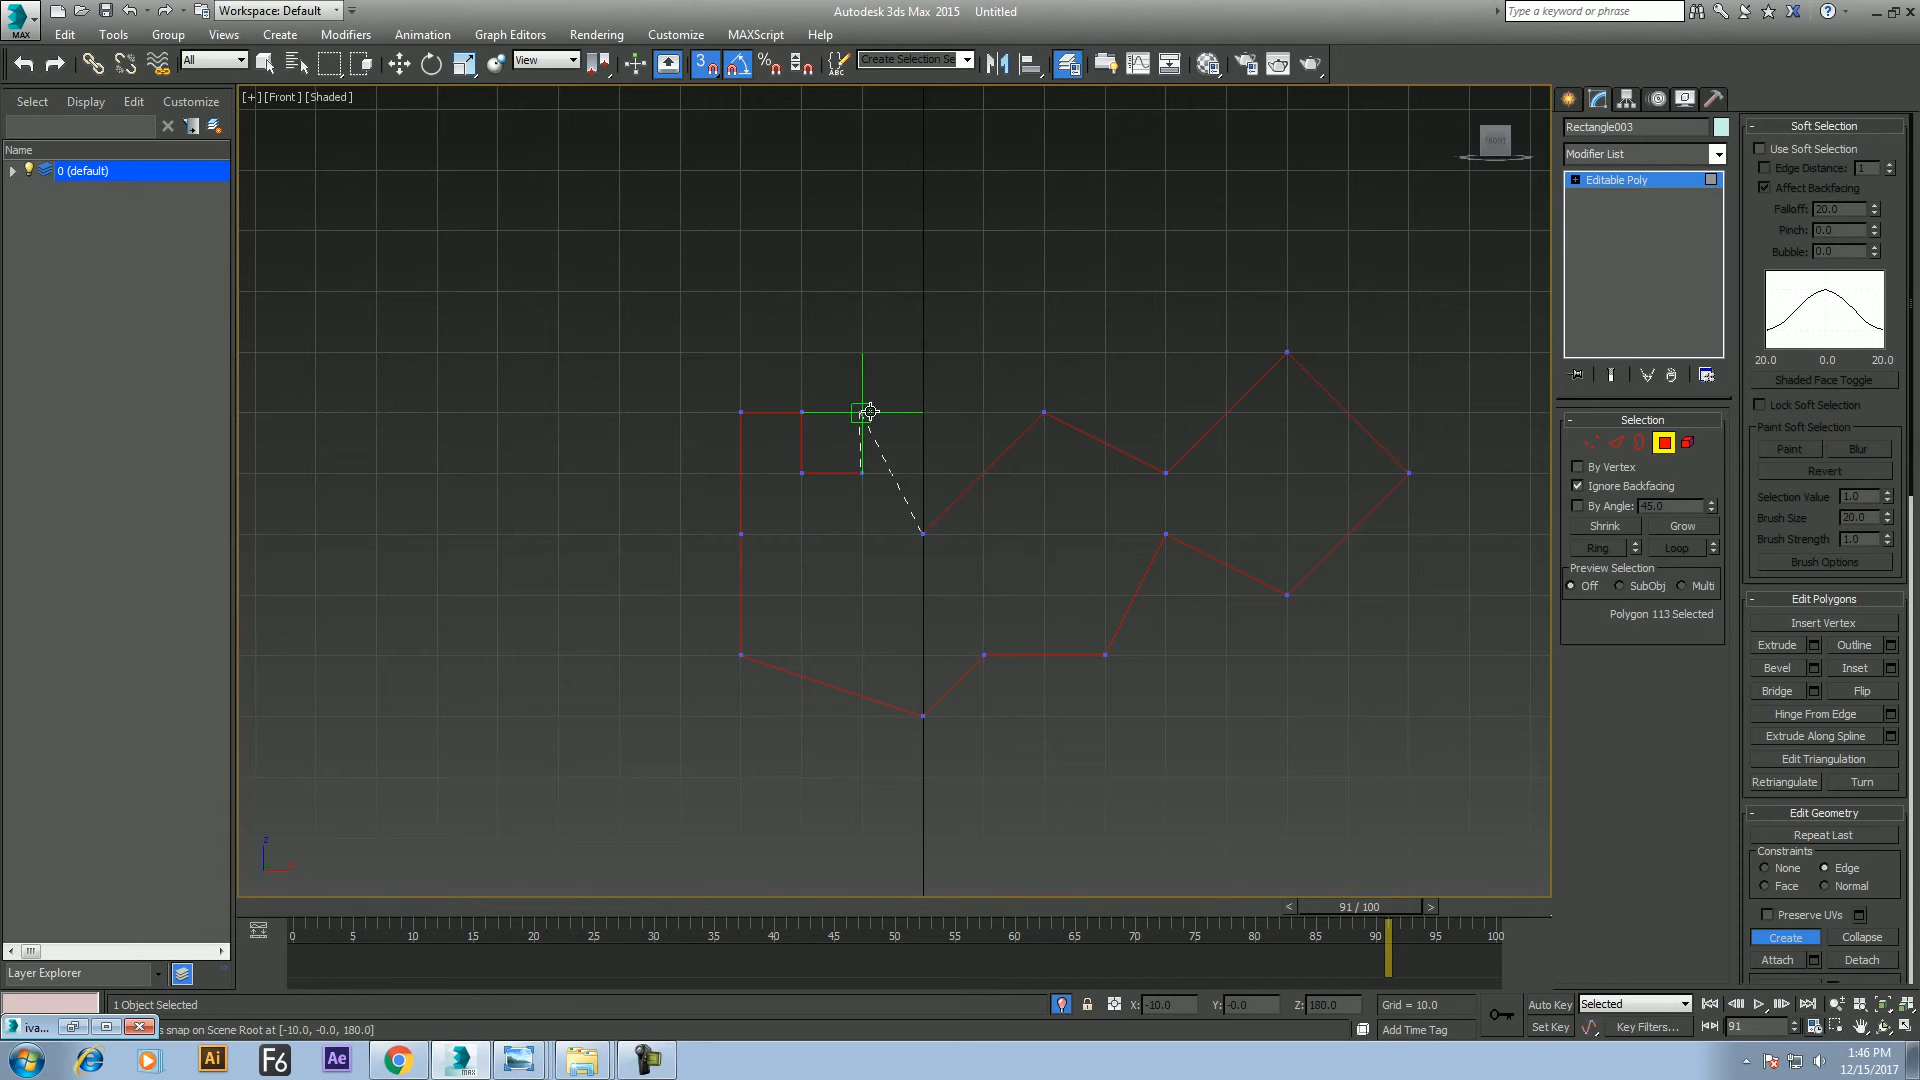 Workspace: Default
Autodesk 3ds Max 2015 Untitled
Type a keyword or phrase
MAX
Edit Tools Group Views Create Modifiers Animation Graph Editors Rendering Customize MAXScript Help
All
View
3
ABC
Create Selection Se
Select Display Edit Customize
Name
0 (default)
[+] [Front] [Shaded]
FRONT
Rectangle003
Modifier List
Editable Poly
Selection
By Vertex
Ignore Backfacing
By Angle: 45.0
Shrink Grow
Ring Loop
Preview Selection
Off SubObj Multi
Polygon 113 Selected
Soft Selection
Use Soft Selection
Edge Distance: 1
Affect Backfacing
Falloff: 20.0
Pinch: 0.0
Bubble: 0.0
20.0 0.0 20.0
Shaded Face Toggle
Lock Soft Selection
Paint Soft Selection
Paint Blur
Revert
Selection Value 1.0
Brush Size 20.0
Brush Strength 1.0
Brush Options
Edit Polygons
Insert Vertex
Extrude Outline
Bevel Inset
Bridge Flip
Hinge From Edge
Extrude Along Spline
Edit Triangulation
Retriangulate Turn
Edit Geometry
Repeat Last
Constraints
None Edge
Face Normal
Preserve UVs
Create Collapse
Attach Detach
z
< 91 / 100 >
0 5 10 15 20 25 30 35 40 45 50 55 60 65 70 75 80 85 90 95 100
Layer Explorer
1 Object Selected
X: -10.0 Y: -0.0 Z: 180.0
Grid = 10.0
Auto Key Selected
iva...
s snap on Scene Root at [-10.0, -0.0, 180.0]
Add Time Tag
Set Key Key Filters...
91
Ai F6 Ae
MAX
1:46 PM
12/15/2017